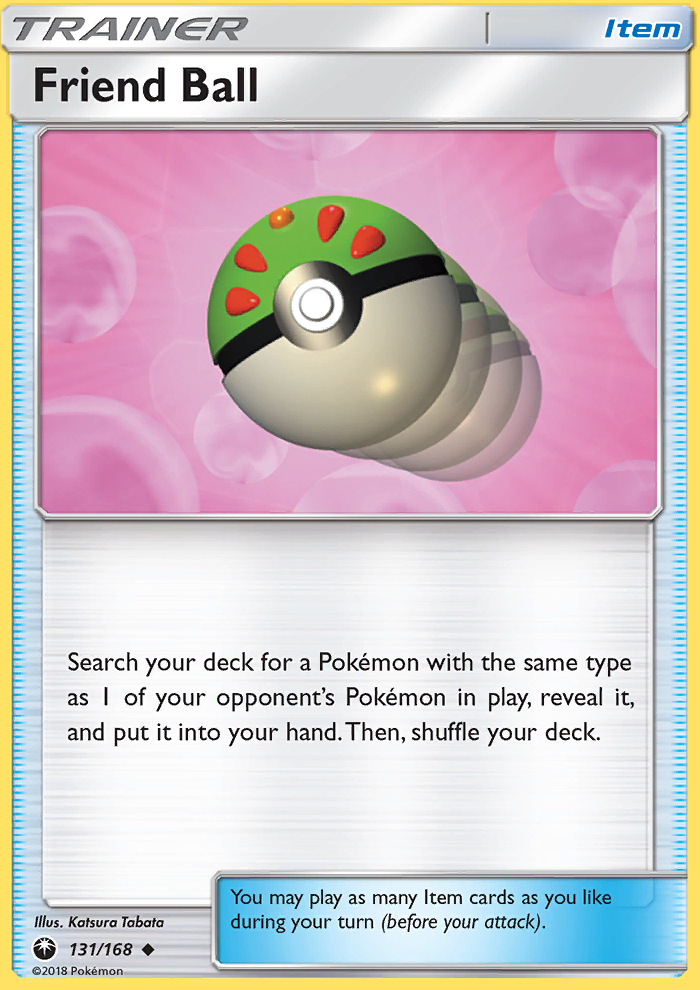 TRAINER
Item
Friend Ball
Search your deck for a Pokémon with the same type
as 1 of your opponent's Pokémon in play, reveal it,
and put it into your hand. Then, shuffle your deck.
You may play as many Item cards as you like
during your turn (before your attack).
Illus. Katsura Tabata
131/168
©2018 Pokémon